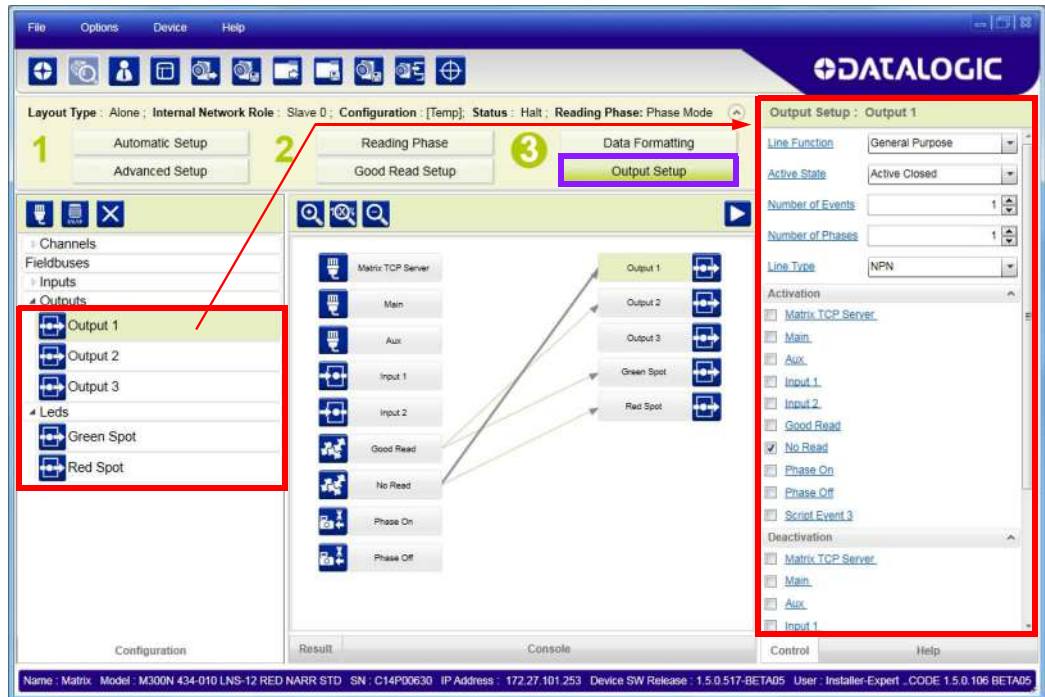 File Options Device Help
DATALOGIC
Layout Type : Alone ; Internal Network Role : Slave 0 ; Configuration : [Temp]; Status : Halt ; Reading Phase: Phase Mode
1 Automatic Setup
Advanced Setup
2 Reading Phase
Good Read Setup
3 Data Formatting
Output Setup
Channels
Fieldbuses
Inputs
Outputs
Output 1
Output 2
Output 3
Leds
Green Spot
Red Spot
Configuration
100%
Matrix TCP Server
Main
Aux
Input 1
Input 2
Good Read
No Read
Phase On
Phase Off
Output 1
Output 2
Output 3
Green Spot
Red Spot
Result Console
Output Setup : Output 1
Line Function General Purpose
Active State Active Closed
Number of Events 1
Number of Phases 1
Line Type NPN
Activation
Matrix TCP Server
Main
Aux
Input 1
Input 2
Good Read
No Read
Phase On
Phase Off
Script Event 3
Deactivation
Matrix TCP Server
Main
Aux
Input 1
Control Help
Name : Matrix Model : M300N 434-010 LNS-12 RED NARR STD SN : C14P00630 IP Address : 172.27.101.253 Device SW Release : 1.5.0.517-BETA05 User : Installer-Expert ..CODE 1.5.0.106 BETA05